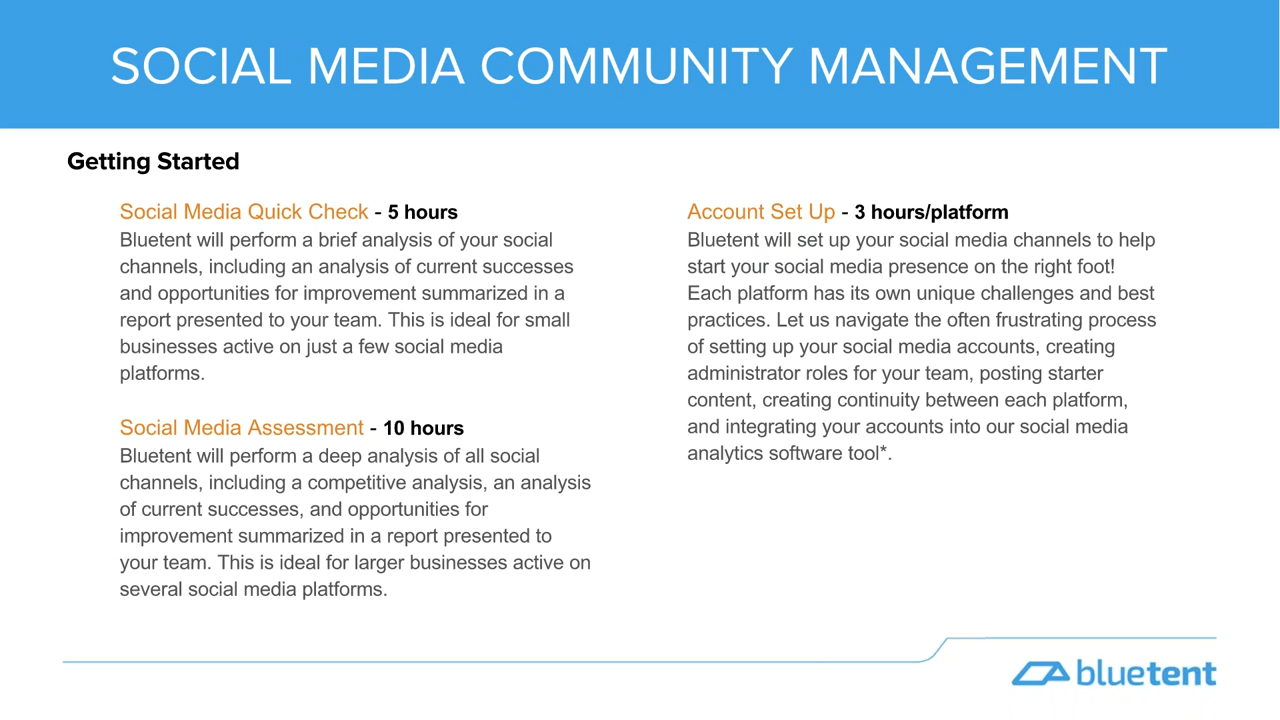 SOCIAL MEDIA COMMUNITY MANAGEMENT
Getting Started
Social Media Quick Check - 5 hours
Bluetent will perform a brief analysis of your social
channels, including an analysis of current successes
and opportunities for improvement summarized in a
report presented to your team. This is ideal for small
businesses active on just a few social media
platforms.
Social Media Assessment - 10 hours
Bluetent will perform a deep analysis of all social
channels, including a competitive analysis, an analysis
of current successes, and opportunities for
improvement summarized in a report presented to
your team. This is ideal for larger businesses active on
several social media platforms.
Account Set Up - 3 hours/platform
Bluetent will set up your social media channels to help
start your social media presence on the right foot!
Each platform has its own unique challenges and best
practices. Let us navigate the often frustrating process
of setting up your social media accounts, creating
administrator roles for your team, posting starter
content, creating continuity between each platform,
and integrating your accounts into our social media
analytics software tool*.
bluetent